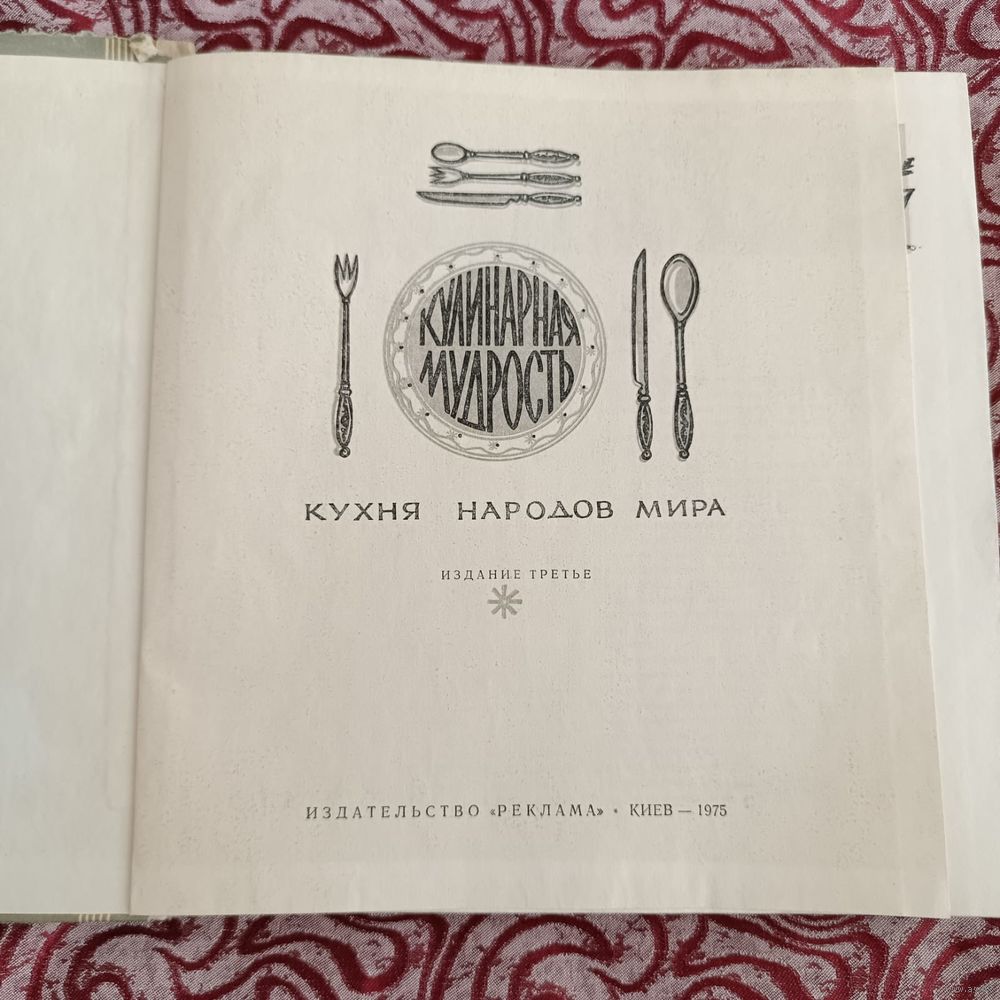 КУЛИНАРНАЯ
МУДРОСТЬ
КУХНЯ НАРОДОВ МИРА
ИЗДАНИЕ ТРЕТЬЕ
ИЗДАТЕЛЬСТВО «РЕКЛАМА» • КИЕВ — 1975